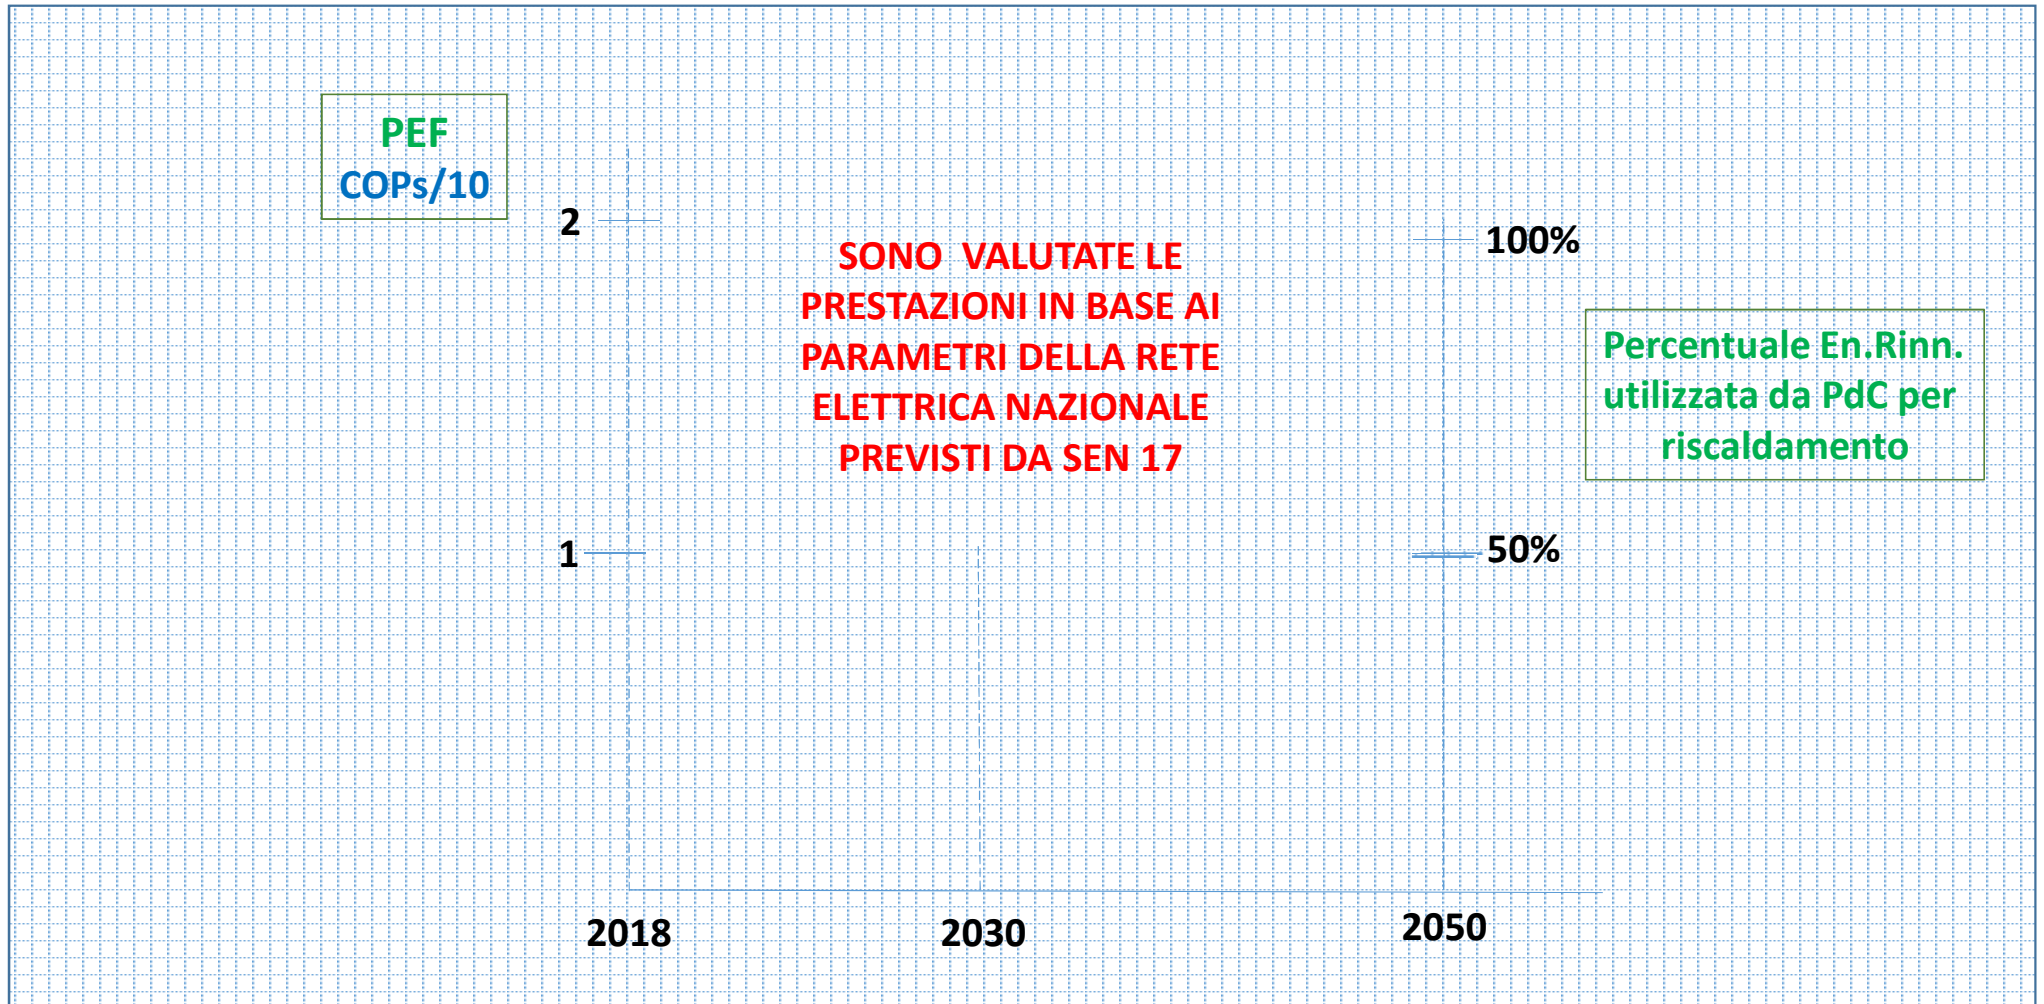 PEF
COPs/10
2
1
SONO VALUTATE LE
PRESTAZIONI IN BASE AI
PARAMETRI DELLA RETE
ELETTRICA NAZIONALE
PREVISTI DA SEN 17
100%
Percentuale En.Rinn.
utilizzata da PdC per
riscaldamento
50%
2018
2030
2050